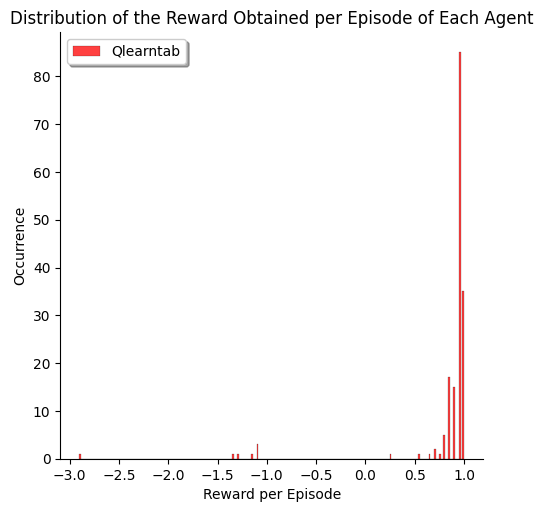 Distribution of the Reward Obtained per Episode of Each Agent
Qlearntab
Occurrence
80
70
60
50
40
30
20
10
0
−3.0 −2.5 −2.0 −1.5 −1.0 −0.5 0.0 0.5 1.0
Reward per Episode